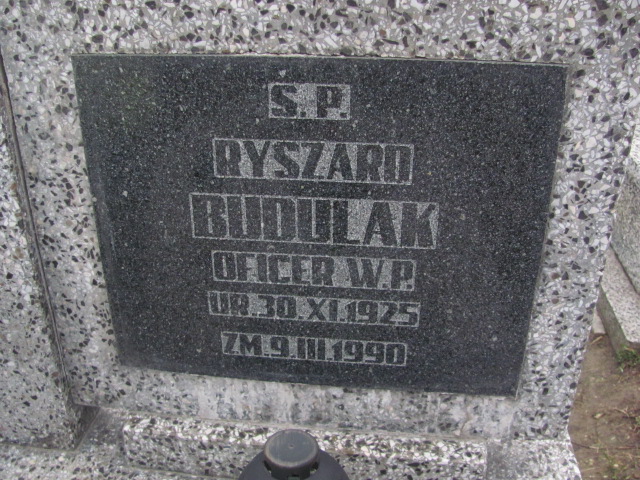 S. P.
RYSZARD
BUDULAK
OFICER W.P.
UR.30.XI.1925
ZM.9.III.1990